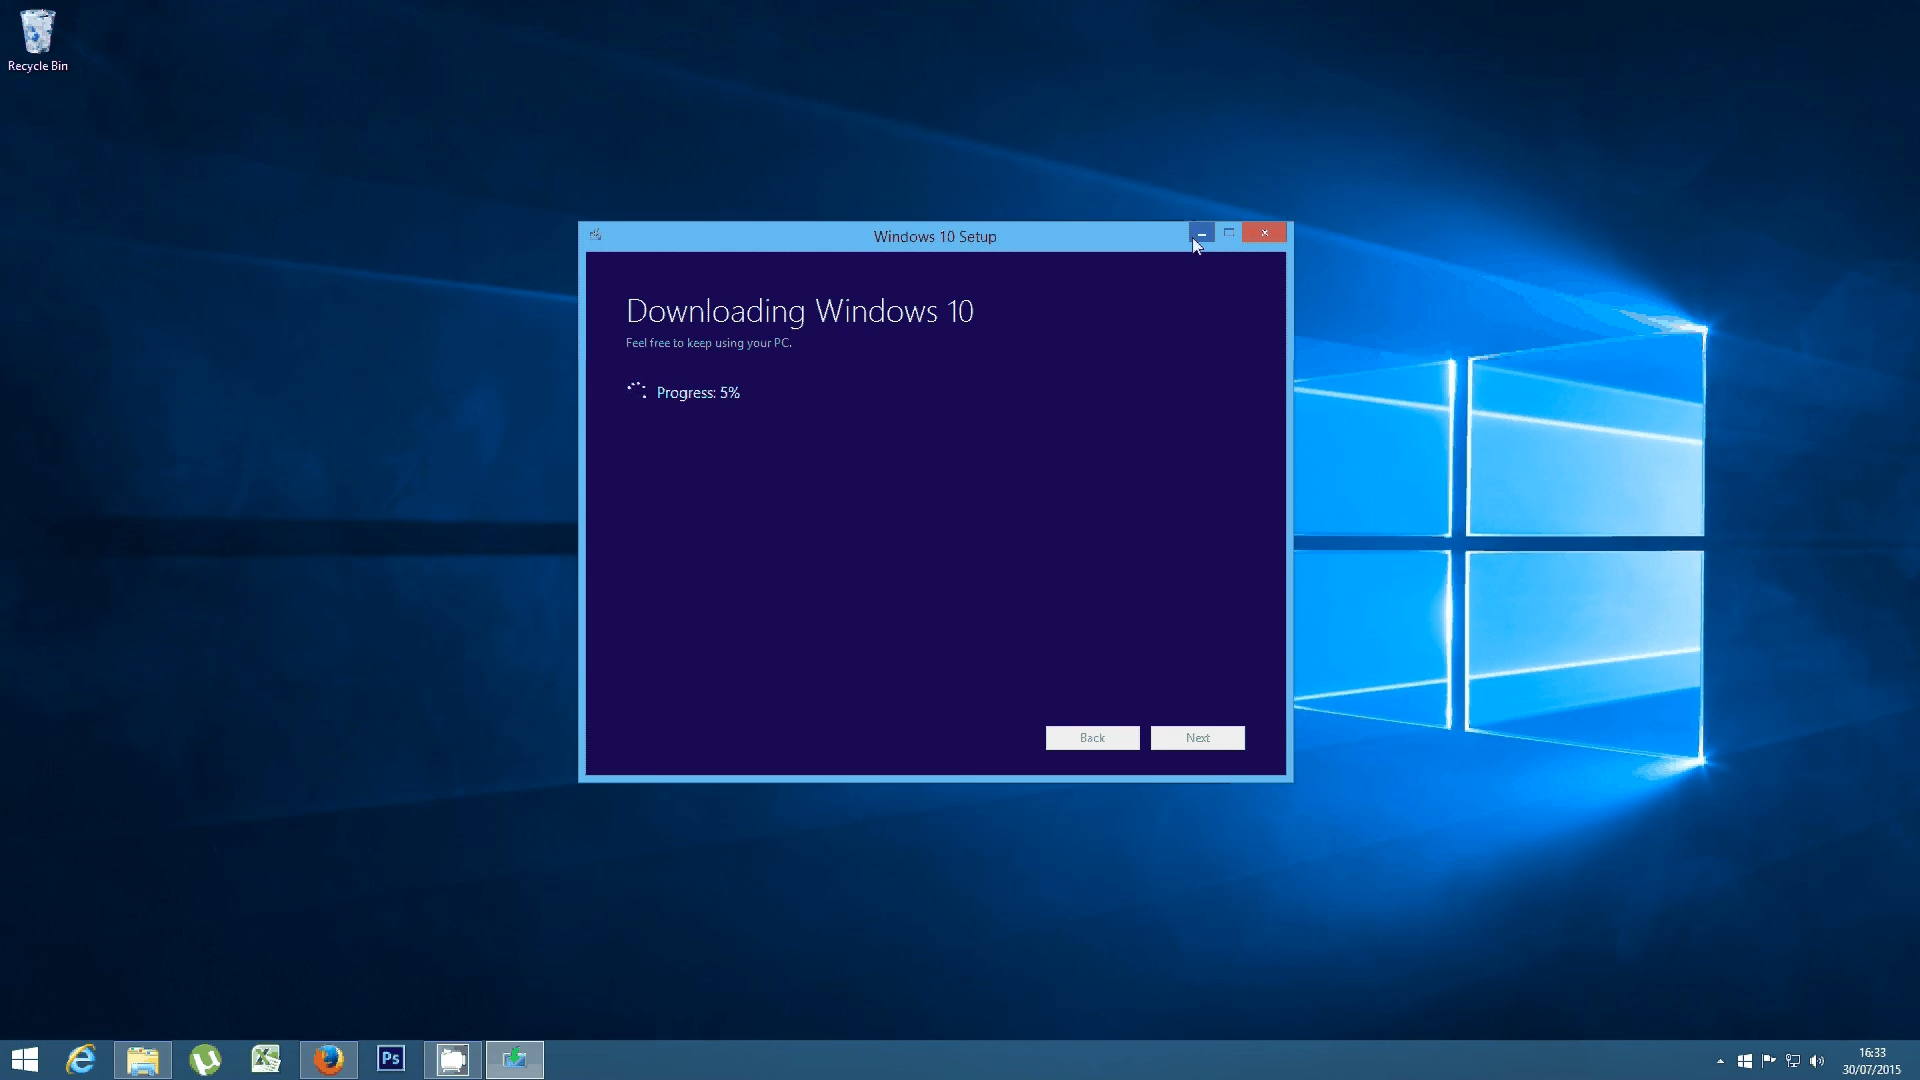 Recycle Bin
Windows 10 Setup
Downloading Windows 10
Feel free to keep using your PC.
Progress: 5%
Back
Next
Ps
16:33
30/07/2015